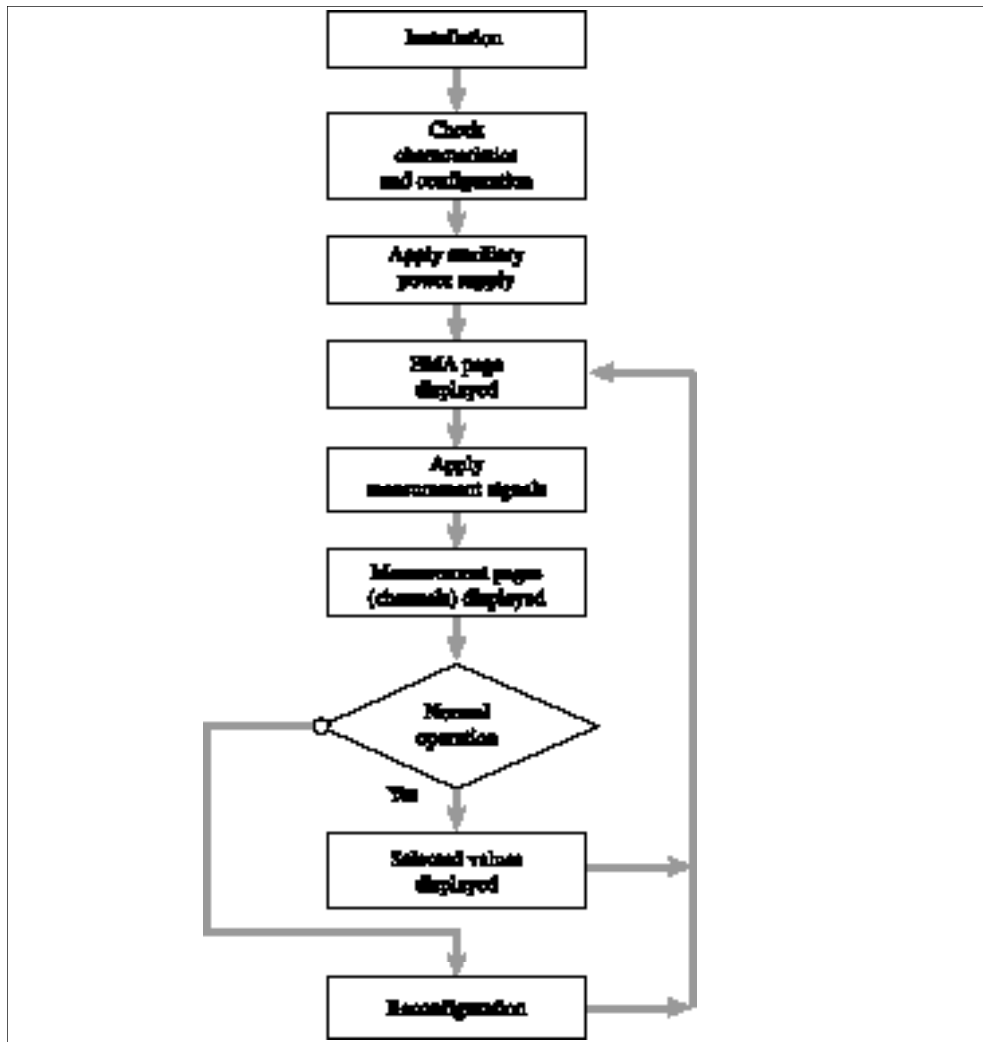 Installation
Check
characteristics
and configuration
Apply auxiliary
power supply
page
displayed
Apply
measurement signals
Measurement pages
(channels) displayed
Normal
operation
Yes
Selected values
displayed
Reconfiguration